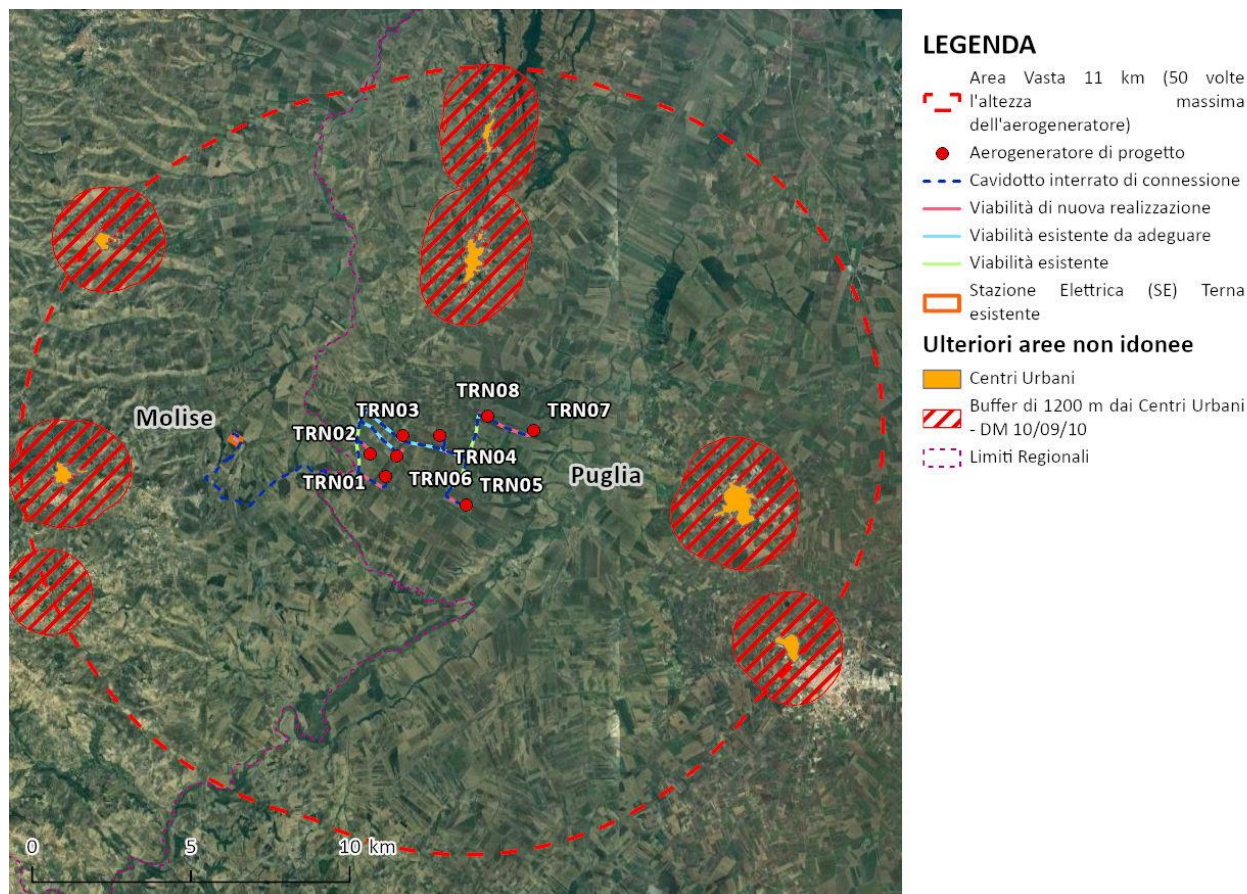 TRN08
TRN03
TRN07
Molise
TRN02
TRN04
TRN06
TRN05
Puglia
TRN01
0
5
10 km
LEGENDA
Area Vasta 11 km (50 volte
l'altezza massima
dell'aerogeneratore)
Aerogeneratore di progetto
Cavidotto interrato di connessione
Viabilità di nuova realizzazione
Viabilità esistente da adeguare
Viabilità esistente
Stazione Elettrica (SE) Terna
esistente
Ulteriori aree non idonee
Centri Urbani
Buffer di 1200 m dai Centri Urbani
- DM 10/09/10
Limiti Regionali